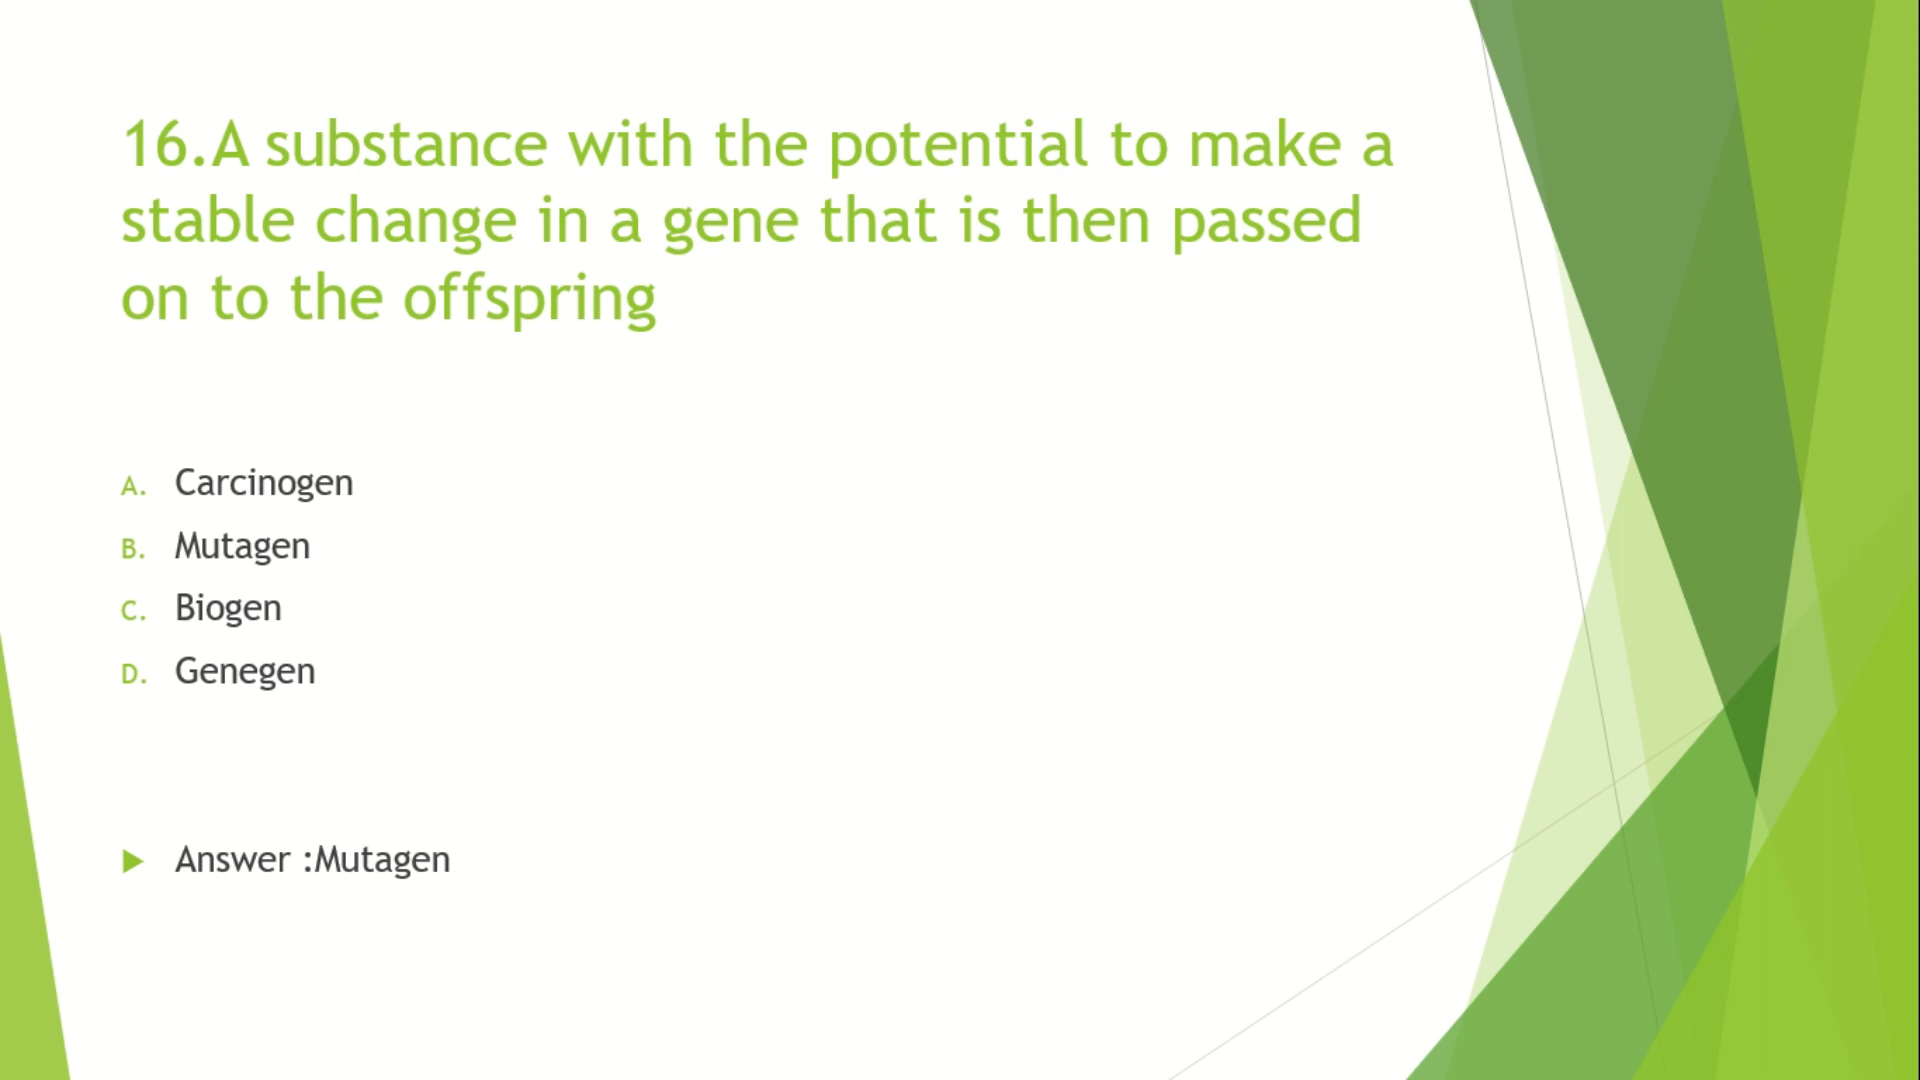 16.A substance with the potential to make a
stable change in a gene that is then passed
on to the offspring
A. Carcinogen
B. Mutagen
C. Biogen
D. Genegen
Answer :Mutagen